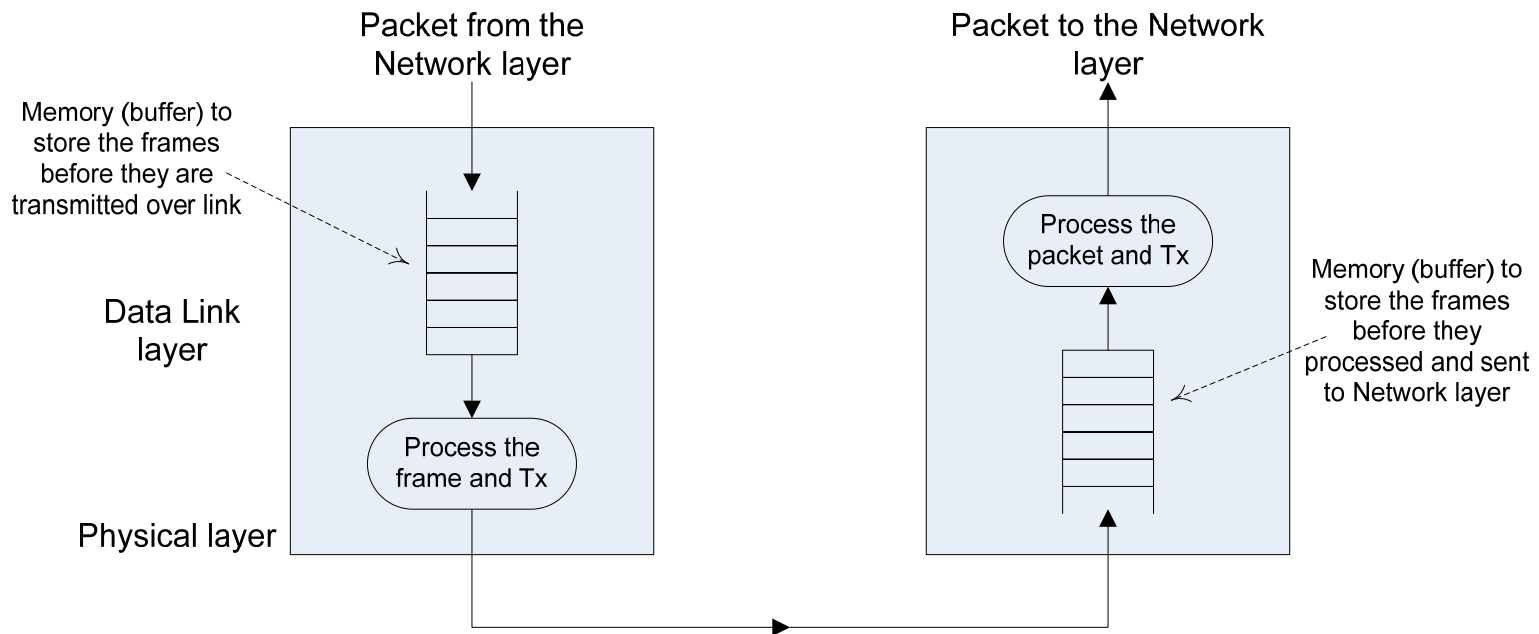 Packet from the
Network layer
Packet to the Network
layer
Memory (buffer) to
store the frames
before they are
transmitted over link
Process the
packet and Tx
Memory (buffer) to
store the frames
before they
processed and sent
to Network layer
Data Link
layer
Process the
frame and Tx
Physical layer